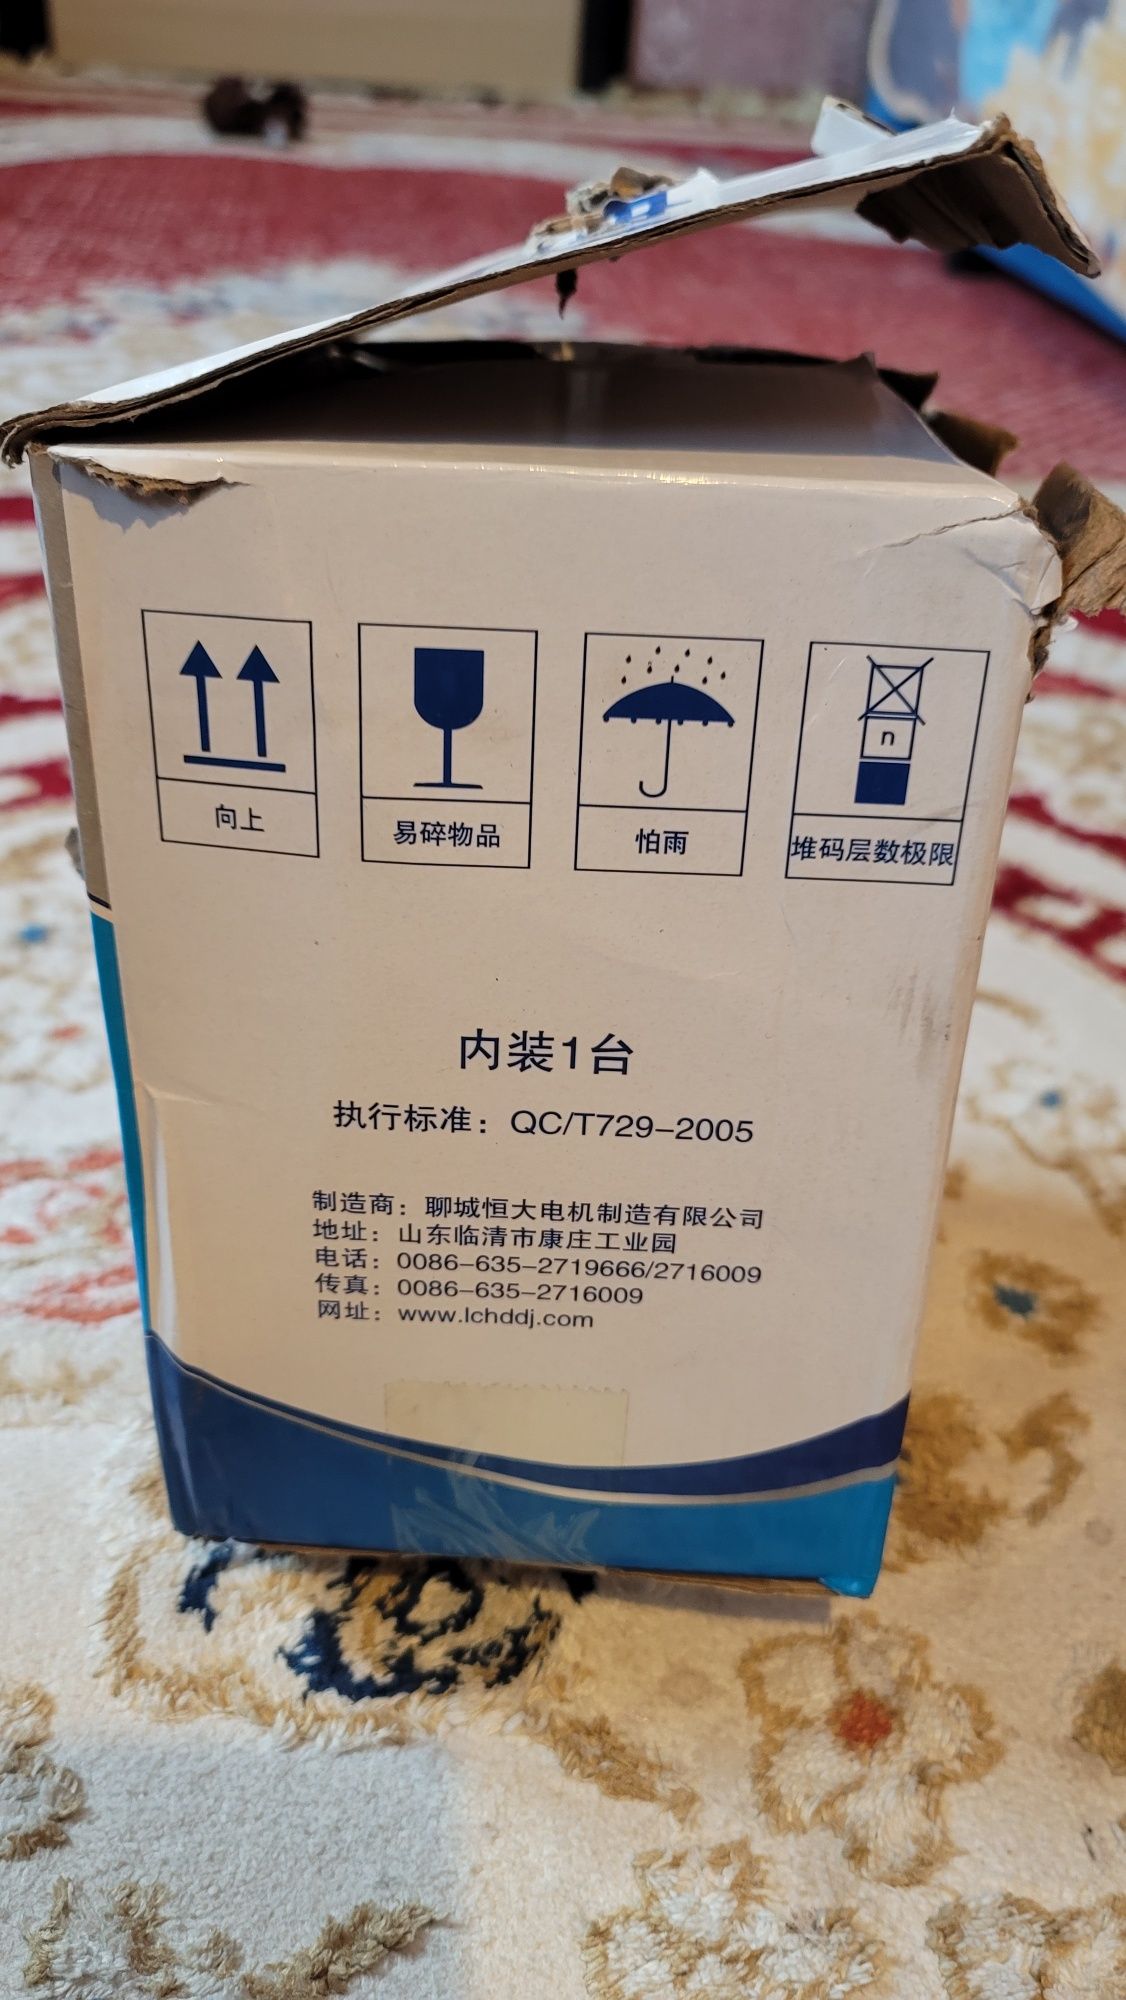 n
向上
易碎物品
怕雨
堆码层数极限
内装1台
执行标准：QC/T729-2005
制造商：聊城恒大电机制造有限公司
地址：山东临清市康庄工业园
电话：0086-635-2719666/2716009
传真：0086-635-2716009
网址：www.lchddj.com